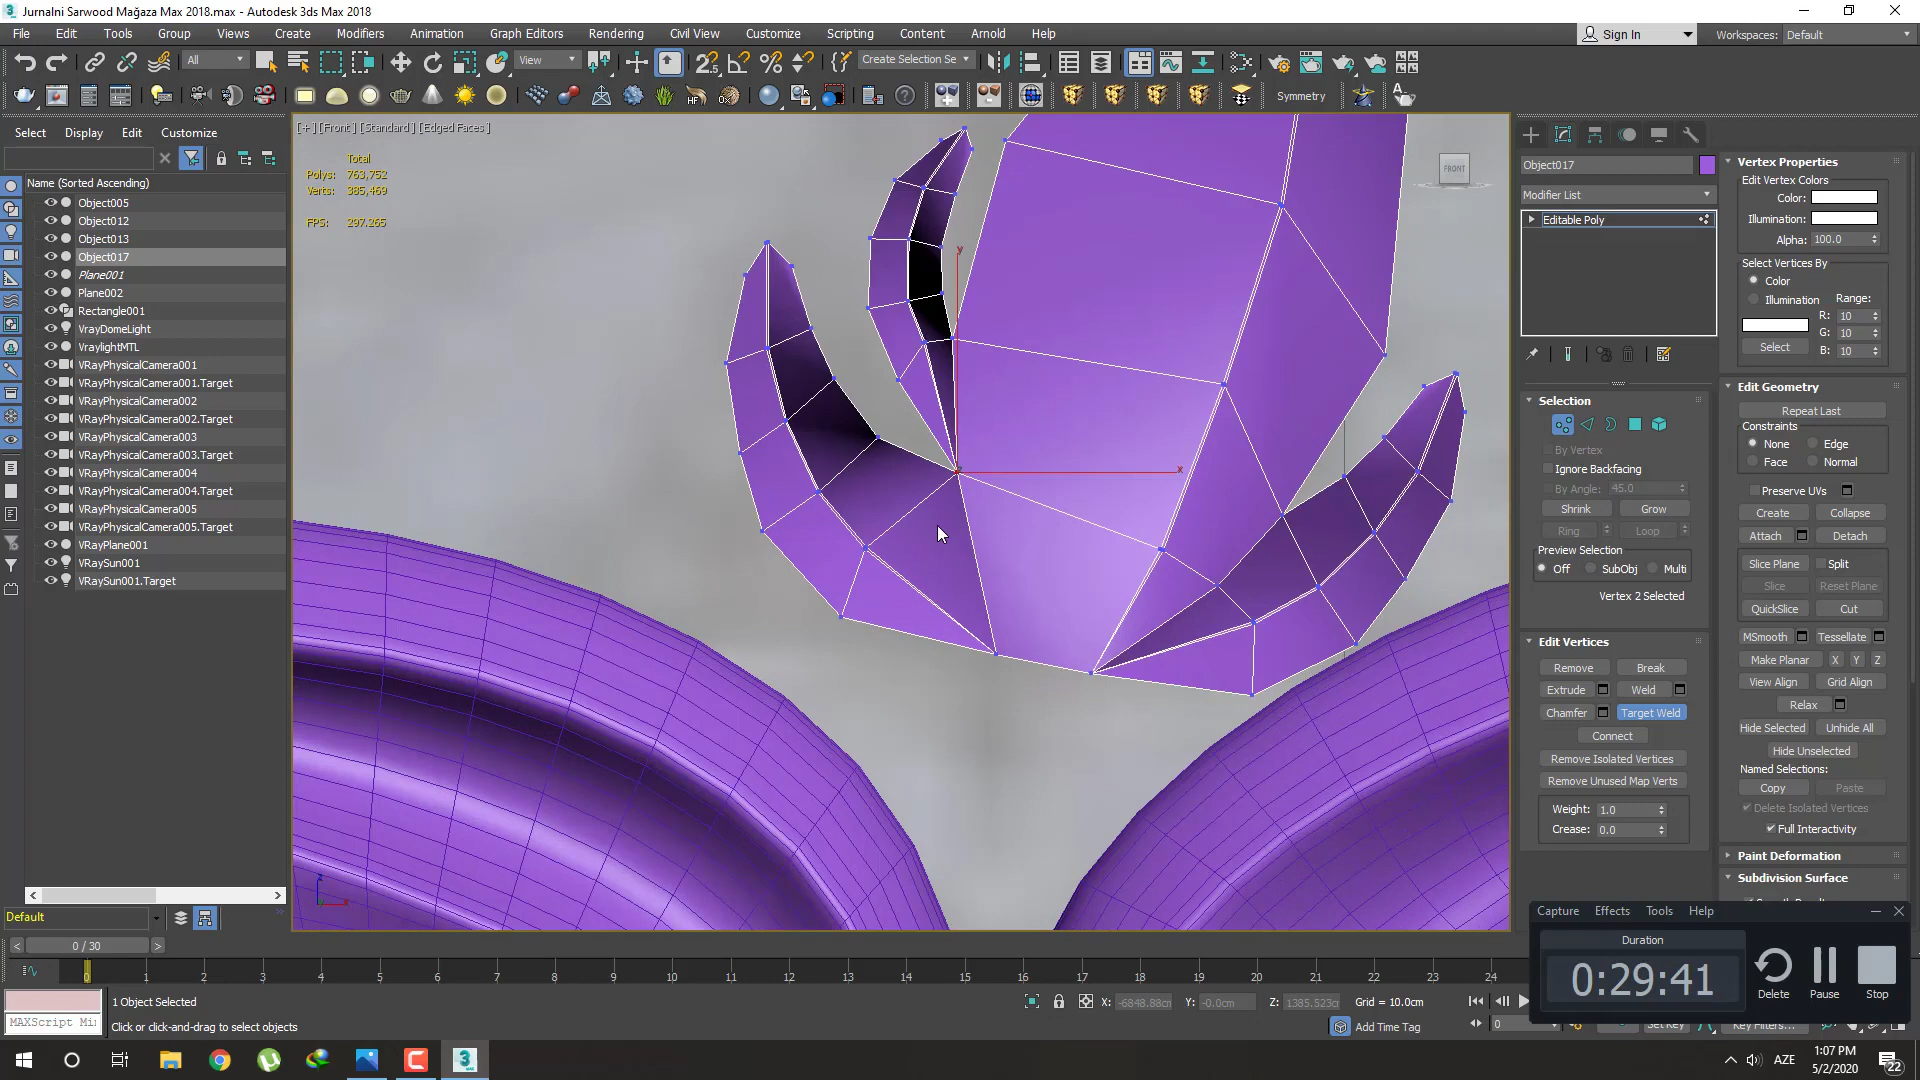 Jurnalni Sarwood Mağaza Max 2018.max - Autodesk 3ds Max 2018
File Edit Tools Group Views Create Modifiers Animation Graph Editors Rendering Civil View Customize Scripting Content Arnold Help
Sign In Workspaces: Default
All View Create Selection Se
Symmetry
Select Display Edit Customize
Name (Sorted Ascending)
Object005
Object012
Object013
Object017
Plane001
Plane002
Rectangle001
VrayDomeLight
VraylightMTL
VRayPhysicalCamera001
VRayPhysicalCamera001.Target
VRayPhysicalCamera002
VRayPhysicalCamera002.Target
VRayPhysicalCamera003
VRayPhysicalCamera003.Target
VRayPhysicalCamera004
VRayPhysicalCamera004.Target
VRayPhysicalCamera005
VRayPhysicalCamera005.Target
VRayPlane001
VRaySun001
VRaySun001.Target
Default
[+] [Front] [Standard] [Edged Faces]
Total
Polys: 763,752
Verts: 385,469
FPS: 297.265
FRONT
y
x
z
x
Object017
Modifier List
Editable Poly
Selection
By Vertex
Ignore Backfacing
By Angle: 45.0
Shrink Grow
Ring Loop
Preview Selection
Off SubObj Multi
Vertex 2 Selected
Edit Vertices
Remove Break
Extrude Weld
Chamfer Target Weld
Connect
Remove Isolated Vertices
Remove Unused Map Verts
Weight: 1.0
Crease: 0.0
Vertex Properties
Edit Vertex Colors
Color:
Illumination:
Alpha: 100.0
Select Vertices By
Color
Illumination Range:
R: 10
G: 10
Select B: 10
Edit Geometry
Repeat Last
Constraints
None Edge
Face Normal
Preserve UVs
Create Collapse
Attach Detach
Slice Plane Split
Slice Reset Plane
QuickSlice Cut
MSmooth Tessellate
Make Planar X Y Z
View Align Grid Align
Relax
Hide Selected Unhide All
Hide Unselected
Named Selections:
Copy Paste
Delete Isolated Vertices
Full Interactivity
Paint Deformation
Subdivision Surface
Capture Effects Tools Help
Duration
0:29:41
Delete Pause Stop
0 / 30
0 1 2 3 4 5 6 7 8 9 10 11 12 13 14 15 16 17 18 19 20 21 22 23 24
1 Object Selected
X: -6848.88cm Y: -0.0cm Z: 1385.523cm Grid = 10.0cm
MAXScript Mi
Click or click-and-drag to select objects
Add Time Tag
0
Set Key Key Filters...
AZE
1:07 PM
5/2/2020
22